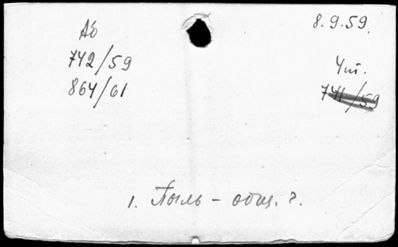 Аб
742/59
864/61
8.9.59.
Чит.
741/59
1. Пыль – общ. г.